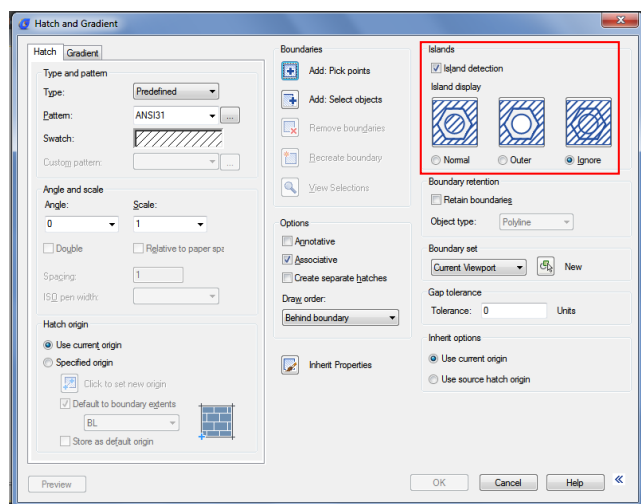 Hatch and Gradient
Hatch
Gradient
Type and pattern
Type:
Predefined
Pattern:
ANSI31
...
Swatch:
Custom pattern:
...
Angle and scale
Angle:
Scale:
0
1
Double
Relative to paper spa
Spacing:
1
ISO pen width:
Hatch origin
Use current origin
Specified origin
Click to set new origin
Default to boundary extents
BL
Store as default origin
Boundaries
Add: Pick points
Add: Select objects
Remove boundaries
Recreate boundary
View Selections
Options
Annotative
Associative
Create separate hatches
Draw order:
Behind boundary
Inherit Properties
Islands
Island detection
Island display
Normal
Outer
Ignore
Boundary retention
Retain boundaries
Object type:
Polyline
Boundary set
Current Viewport
New
Gap tolerance
Tolerance:
0
Units
Inherit options
Use current origin
Use source hatch origin
Preview
OK
Cancel
Help